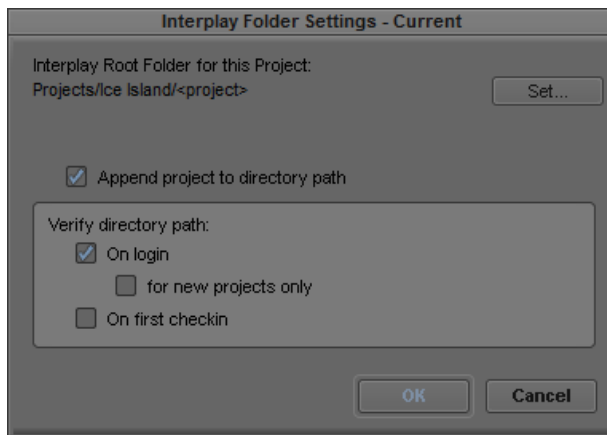 Interplay Folder Settings - Current
Interplay Root Folder for this Project:
Projects/Ice Island/<project>
Set...
Append project to directory path
Verify directory path:
On login
for new projects only
On first checkin
OK
Cancel